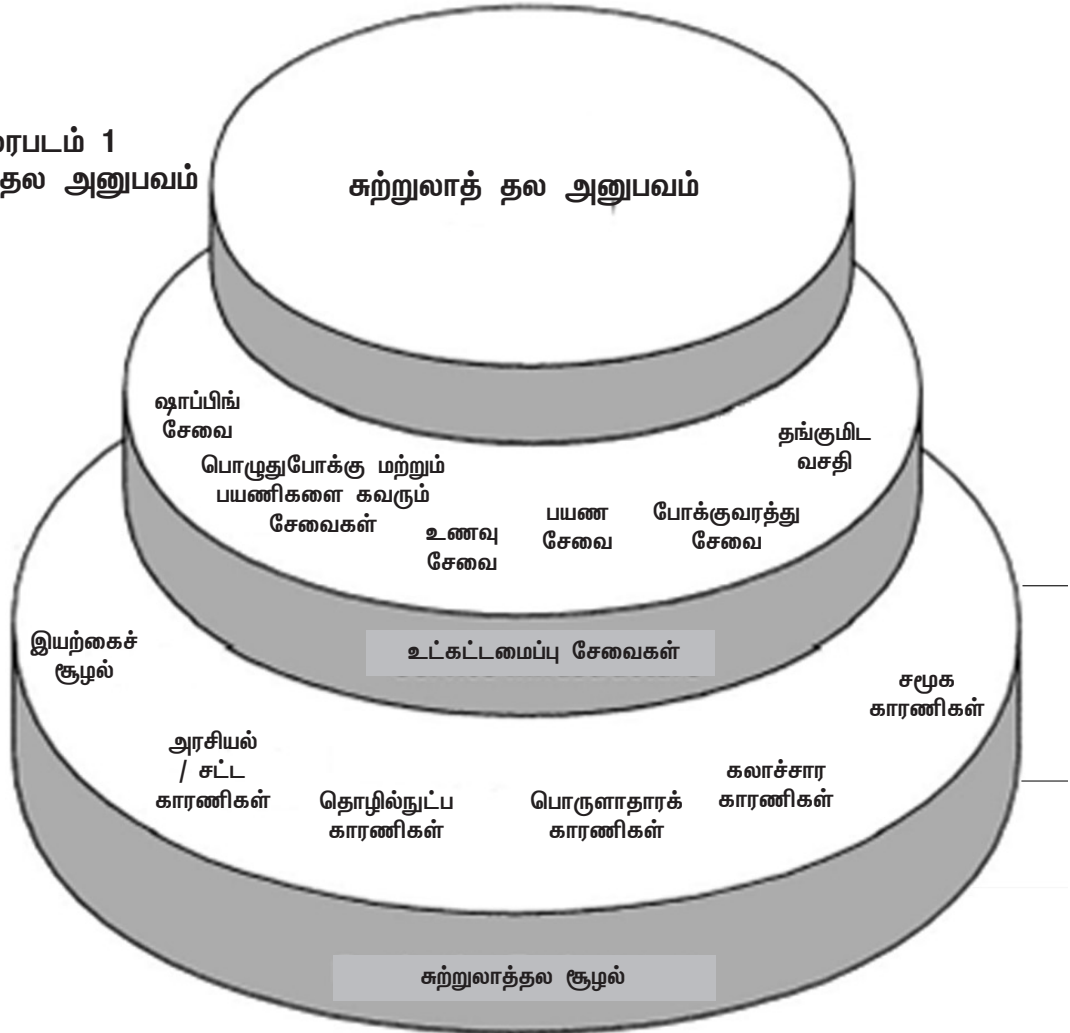 படம் 1
தல அனுபவம்
சுற்றுலாத் தல அனுபவம்
ஷாப்பிங்
சேவை
பொழுதுபோக்கு மற்றும்
பயணிகளை கவரும்
சேவைகள்
உணவு
சேவை
பயண
சேவை
போக்குவரத்து
சேவை
தங்குமிட
வசதி
உட்கட்டமைப்பு சேவைகள்
இயற்கைச்
சூழல்
அரசியல்
/ சட்ட
காரணிகள்
தொழில்நுட்ப
காரணிகள்
பொருளாதாரக்
காரணிகள்
கலாச்சார
காரணிகள்
சமூக
காரணிகள்
சுற்றுலாத்தல சூழல்